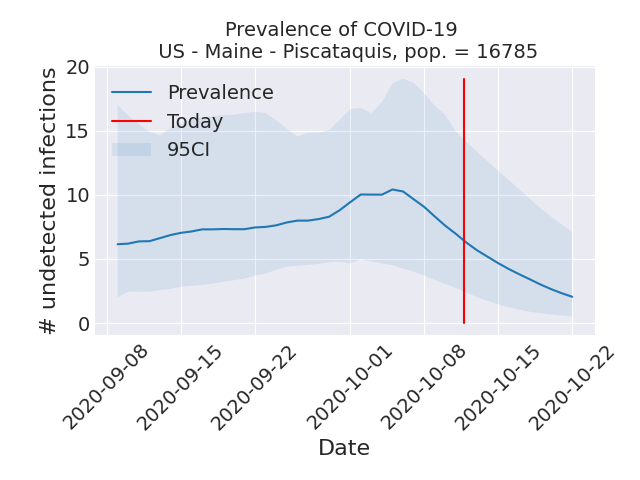 Prevalence of COVID-19
US - Maine - Piscataquis, pop. = 16785
# undetected infections
20
15
10
5
0
Prevalence
Today
95CI
2020-09-08
2020-09-15
2020-09-22
2020-10-01
2020-10-08
2020-10-15
2020-10-22
Date